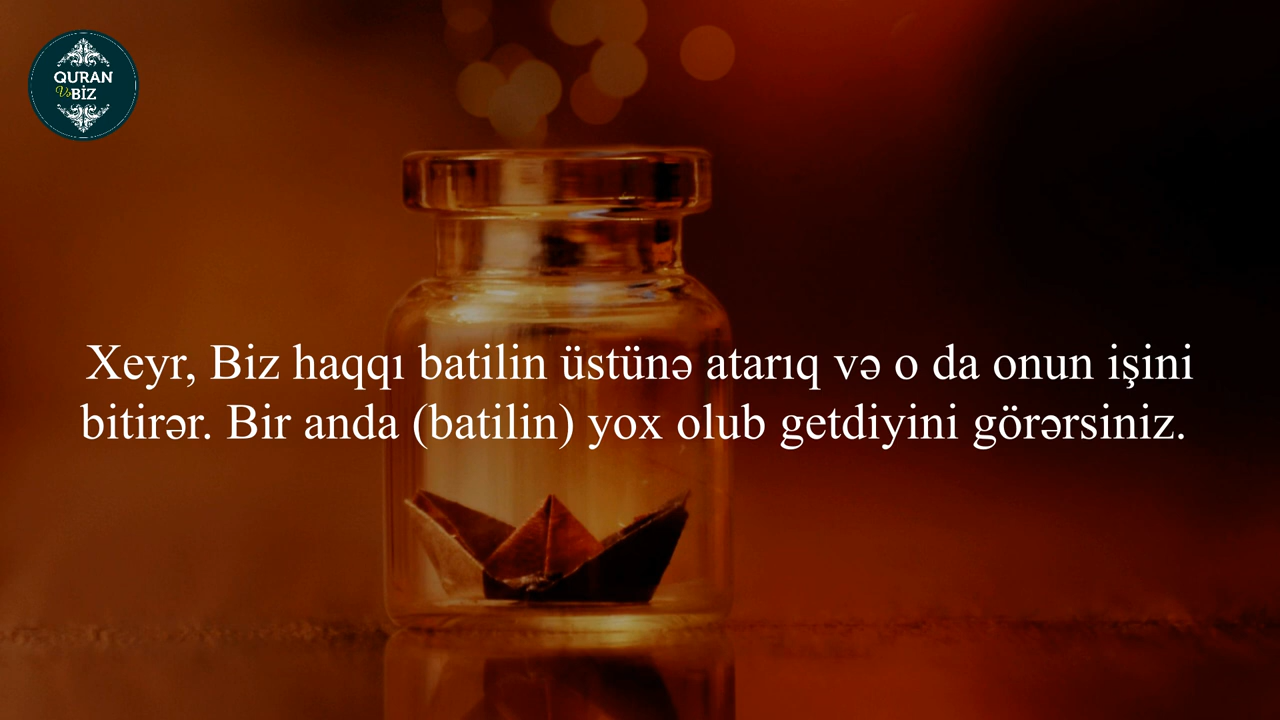 QURAN
Və BİZ
Xeyr, Biz haqqı batilin üstünə atarıq və o da onun işini
bitirər. Bir anda (batilin) yox olub getdiyini görərsiniz.